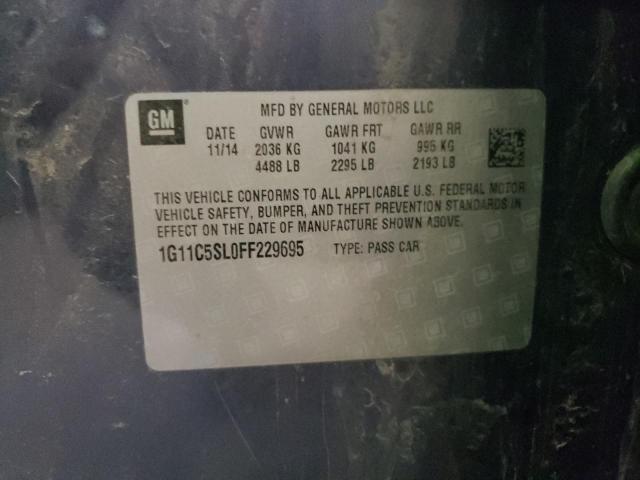 GM
MFD BY GENERAL MOTORS LLC
DATE GVWR GAWR FRT GAWR RR
11/14 2036 KG 1041 KG 995 KG
4488 LB 2295 LB 2193 LB
THIS VEHICLE CONFORMS TO ALL APPLICABLE U.S. FEDERAL MOTOR
VEHICLE SAFETY, BUMPER, AND THEFT PREVENTION STANDARDS IN
EFFECT ON THE DATE OF MANUFACTURE SHOWN ABOVE.
1G11C5SL0FF229695 TYPE: PASS CAR